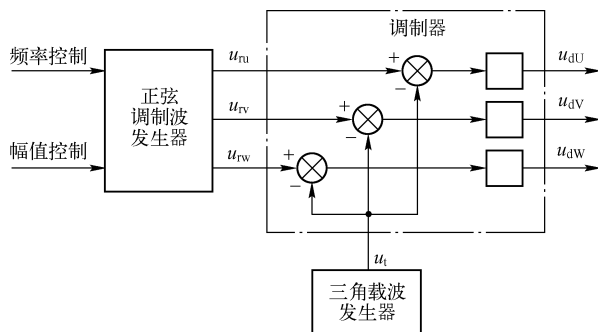 调制器
频率控制
u_ru
+
−
u_dU
正弦
调制波
发生器
u_rv
+
−
u_dV
幅值控制
u_rw
+
−
u_dW
u_t
三角载波
发生器